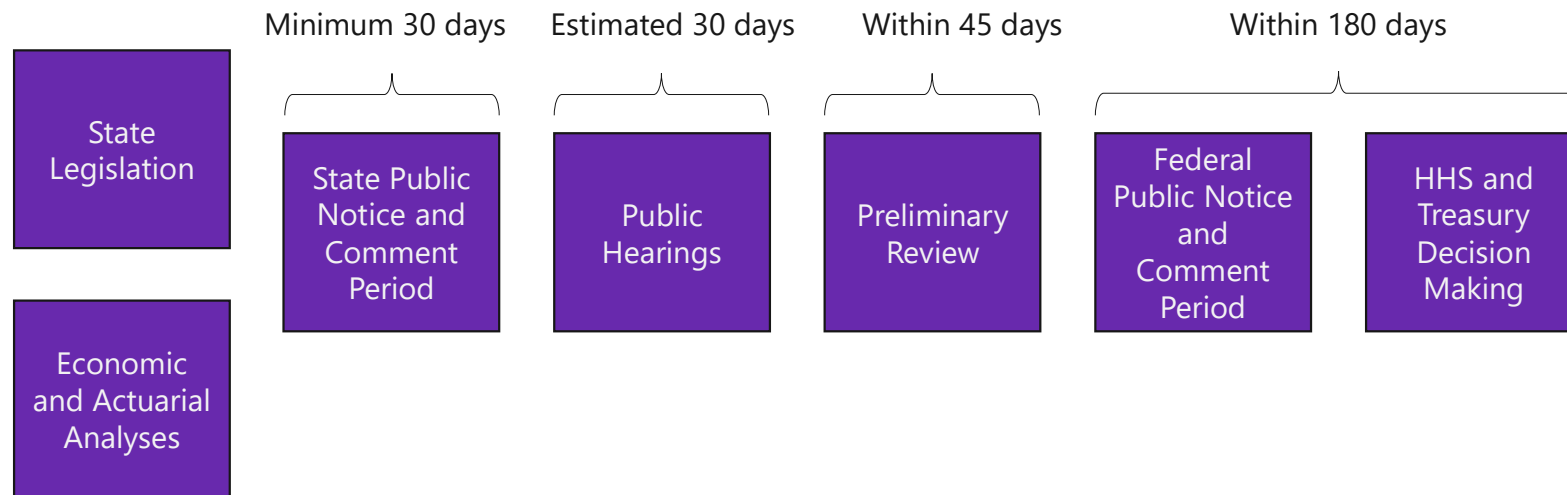 Minimum 30 days
Estimated 30 days
Within 45 days
Within 180 days
State
Legislation
Economic
and Actuarial
Analyses
State Public
Notice and
Comment
Period
Public
Hearings
Preliminary
Review
Federal
Public Notice
and
Comment
Period
HHS and
Treasury
Decision
Making